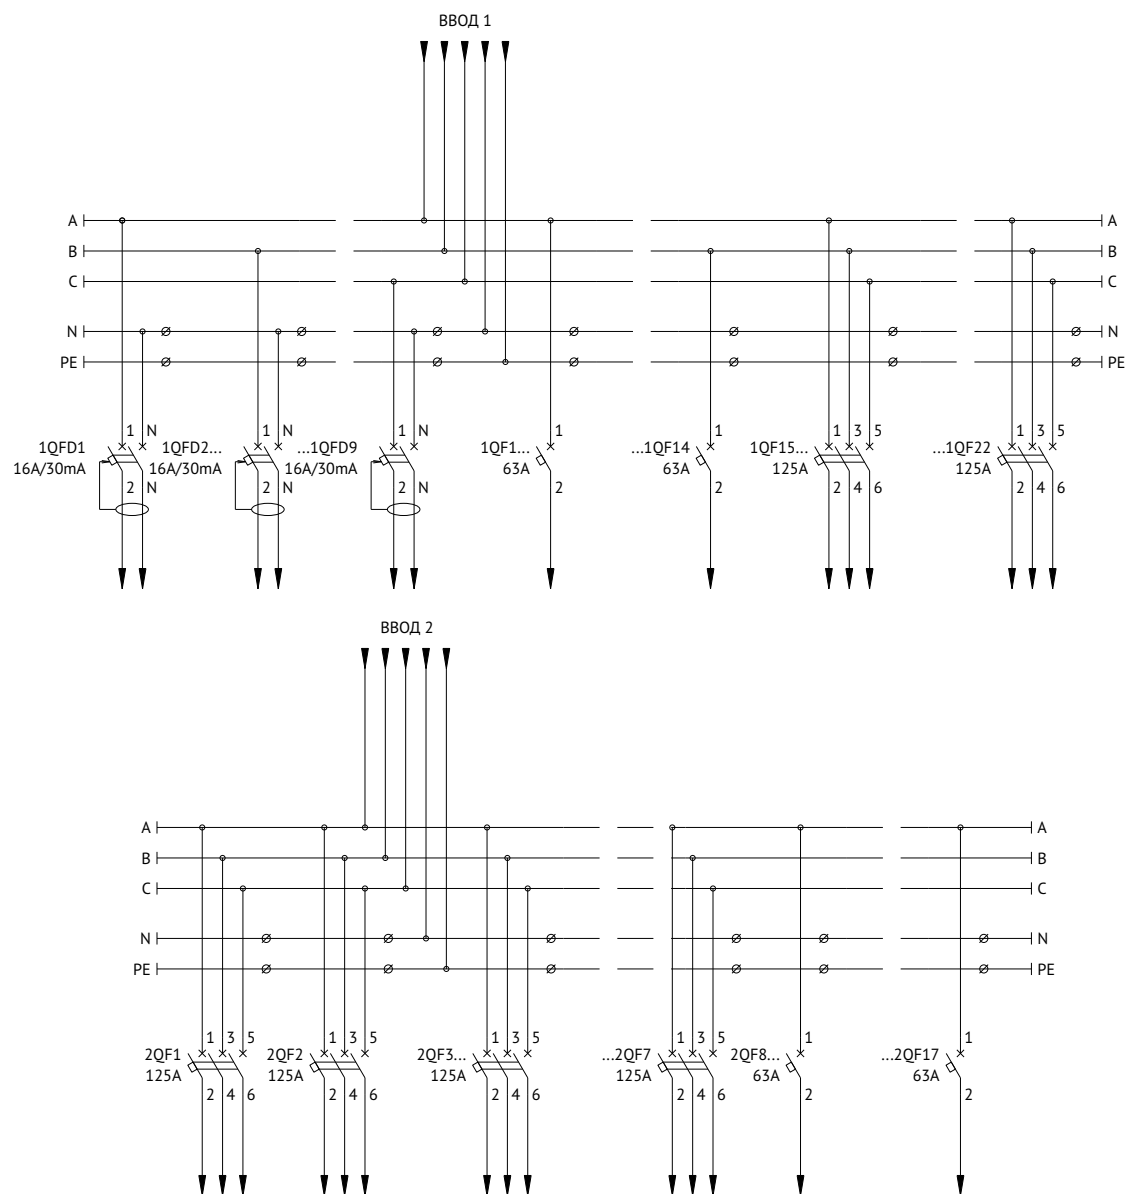 ВВОД 1
A A
B B
C C
N N
PE PE
1 N 1 N 1 N 1 1 1 3 5 1 3 5
1QFD1 1QFD2... ...1QFD9 1QF1... ...1QF14 1QF15... ...1QF22
16A/30mA 16A/30mA 16A/30mA 63A 63A 125A 125A
2 N 2 N 2 N 2 2 2 4 6 2 4 6
ВВОД 2
A A
B B
C C
N N
PE PE
1 3 5 1 3 5 1 3 5 1 3 5 1 1
2QF1 2QF2 2QF3... ...2QF7 2QF8... ...2QF17
125A 125A 125A 125A 63A 63A
2 4 6 2 4 6 2 4 6 2 4 6 2 2